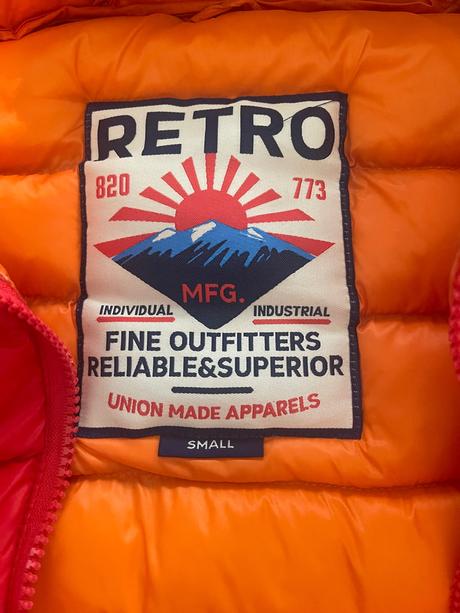 RETRO
820 773
MFG.
INDIVIDUAL INDUSTRIAL
FINE OUTFITTERS
RELIABLE&SUPERIOR
UNION MADE APPARELS
SMALL